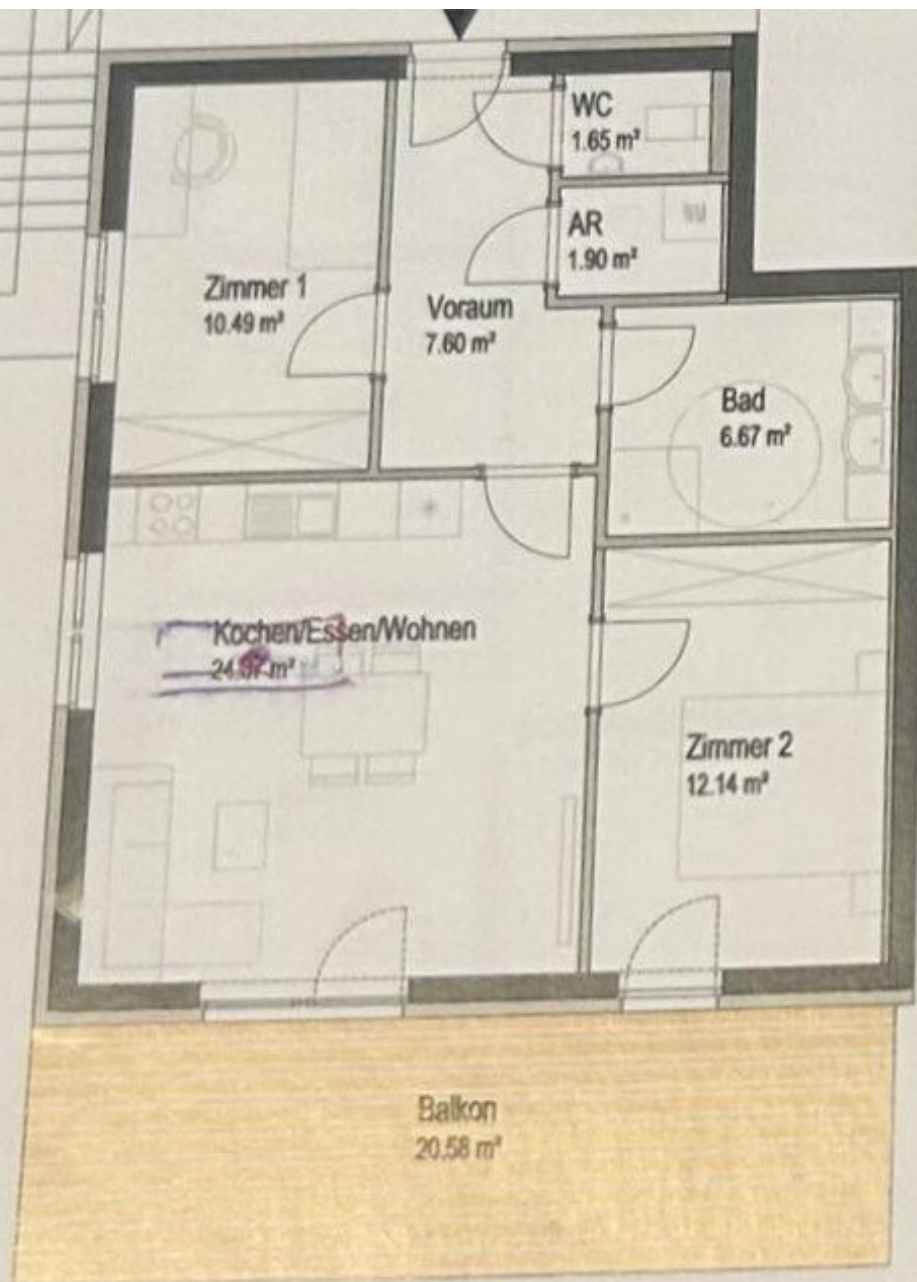 WC
1.65 m²
AR
1.90 m²
Zimmer 1
10.49 m²
Voraum
7.60 m²
Bad
6.67 m²
Kochen/Essen/Wohnen
Zimmer 2
12.14 m²
Balkon
20.58 m²